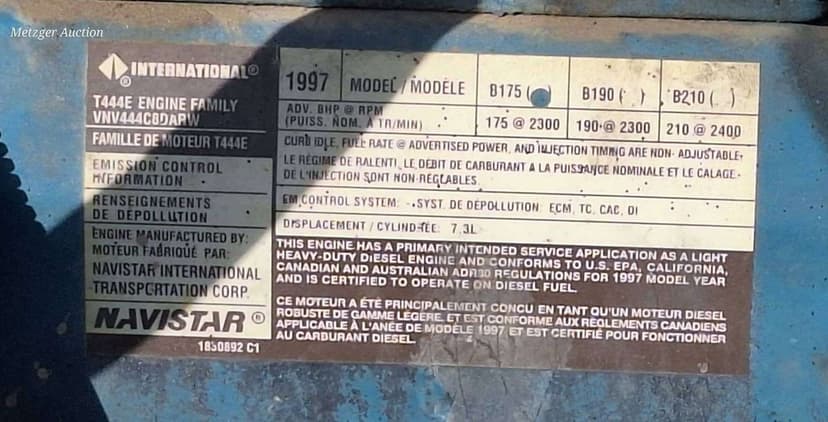 Metzger Auction
INTERNATIONAL®
T444E ENGINE FAMILY
VNV444C8DARW
FAMILLE DE MOTEUR T444E
EMISSION CONTROL
INFORMATION
RENSEIGNEMENTS
DE DÉPOLLUTION
ENGINE MANUFACTURED BY:
MOTEUR FABRIQUÉ PAR:
NAVISTAR INTERNATIONAL
TRANSPORTATION CORP.
NAVISTAR®
1830892 C1
1997 MODEL / MODÈLE B175 ( ) B190 ( ) B210 ( )
ADV. BHP @ RPM
(PUISS. NOM. À TR/MIN) 175 @ 2300 190 @ 2300 210 @ 2400
CURB IDLE, FUEL RATE @ ADVERTISED POWER, AND INJECTION TIMING ARE NON-ADJUSTABLE.
LE RÉGIME DE RALENTI, LE DÉBIT DE CARBURANT À LA PUISSANCE NOMINALE ET LE CALAGE
DE L'INJECTION SONT NON-RÉGLABLES.
EM CONTROL SYSTEM: SYST. DE DÉPOLLUTION: ECM, TC, CAC, DI
DISPLACEMENT / CYLINDRÉE: 7.3L
THIS ENGINE HAS A PRIMARY INTENDED SERVICE APPLICATION AS A LIGHT
HEAVY-DUTY DIESEL ENGINE AND CONFORMS TO U.S. EPA, CALIFORNIA,
CANADIAN AND AUSTRALIAN ADR30 REGULATIONS FOR 1997 MODEL YEAR
AND IS CERTIFIED TO OPERATE ON DIESEL FUEL.
CE MOTEUR A ÉTÉ PRINCIPALEMENT CONCU EN TANT QU'UN MOTEUR DIESEL
ROBUSTE DE GAMME LÉGÈRE, ET EST CONFORME AUX RÈGLEMENTS CANADIENS
APPLICABLE À L'ANÉE DE MODÈLE 1997 ET EST CERTIFIÉ POUR FONCTIONNER
AU CARBURANT DIESEL.